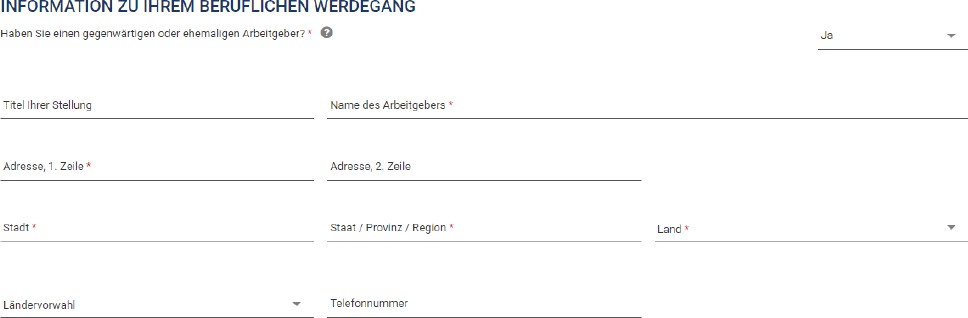 INFORMATION ZU IHREM BERUFLICHEN WERDEGANG
Haben Sie einen gegenwärtigen oder ehemaligen Arbeitgeber? * ?
Ja
Titel Ihrer Stellung
Name des Arbeitgebers *
Adresse, 1. Zeile *
Adresse, 2. Zeile
Stadt *
Staat / Provinz / Region *
Land *
Ländervorwahl
Telefonnummer